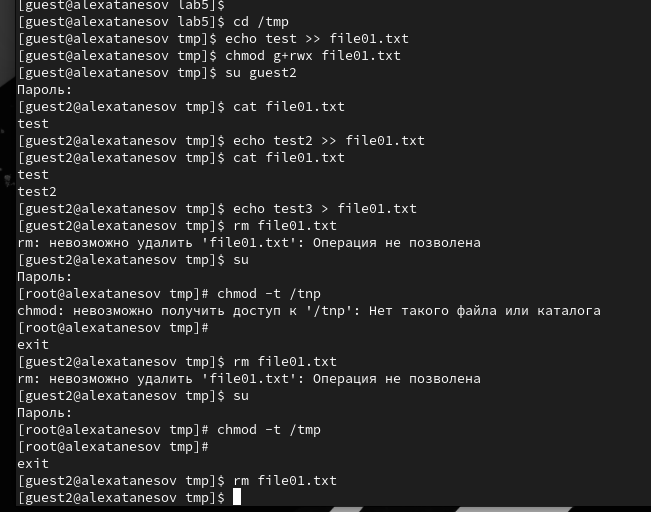 [guest@alexatanesov lab5]$
[guest@alexatanesov lab5]$ cd /tmp
[guest@alexatanesov tmp]$ echo test >> file01.txt
[guest@alexatanesov tmp]$ chmod g+rwx file01.txt
[guest@alexatanesov tmp]$ su guest2
Пароль:
[guest2@alexatanesov tmp]$ cat file01.txt
test
[guest2@alexatanesov tmp]$ echo test2 >> file01.txt
[guest2@alexatanesov tmp]$ cat file01.txt
test
test2
[guest2@alexatanesov tmp]$ echo test3 > file01.txt
[guest2@alexatanesov tmp]$ rm file01.txt
rm: невозможно удалить 'file01.txt': Операция не позволена
[guest2@alexatanesov tmp]$ su
Пароль:
[root@alexatanesov tmp]# chmod -t /tnp
chmod: невозможно получить доступ к '/tnp': Нет такого файла или каталога
[root@alexatanesov tmp]#
exit
[guest2@alexatanesov tmp]$ rm file01.txt
rm: невозможно удалить 'file01.txt': Операция не позволена
[guest2@alexatanesov tmp]$ su
Пароль:
[root@alexatanesov tmp]# chmod -t /tmp
[root@alexatanesov tmp]#
exit
[guest2@alexatanesov tmp]$ rm file01.txt
[guest2@alexatanesov tmp]$